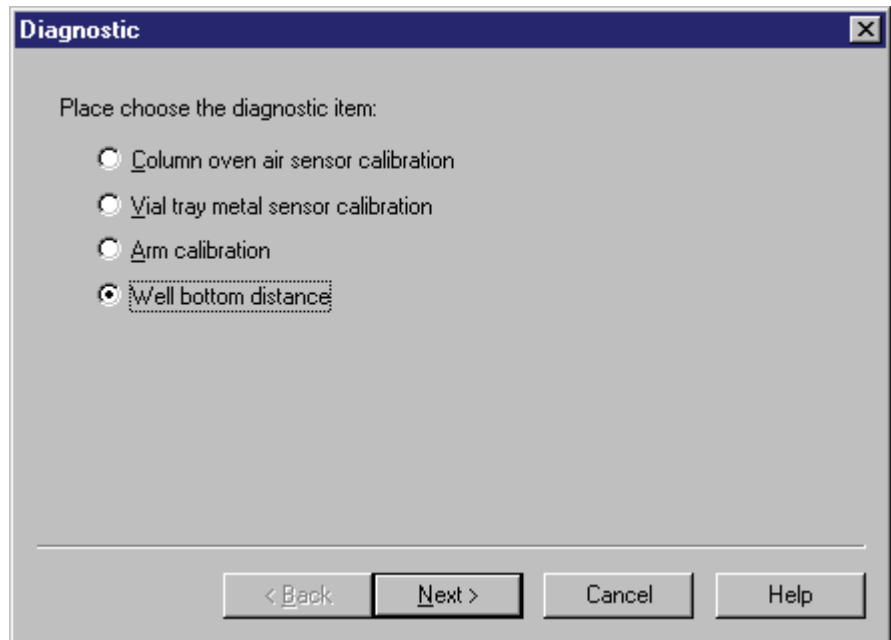 Diagnostic
Place choose the diagnostic item:
Column oven air sensor calibration
Vial tray metal sensor calibration
Arm calibration
Well bottom distance
< Back
Next >
Cancel
Help